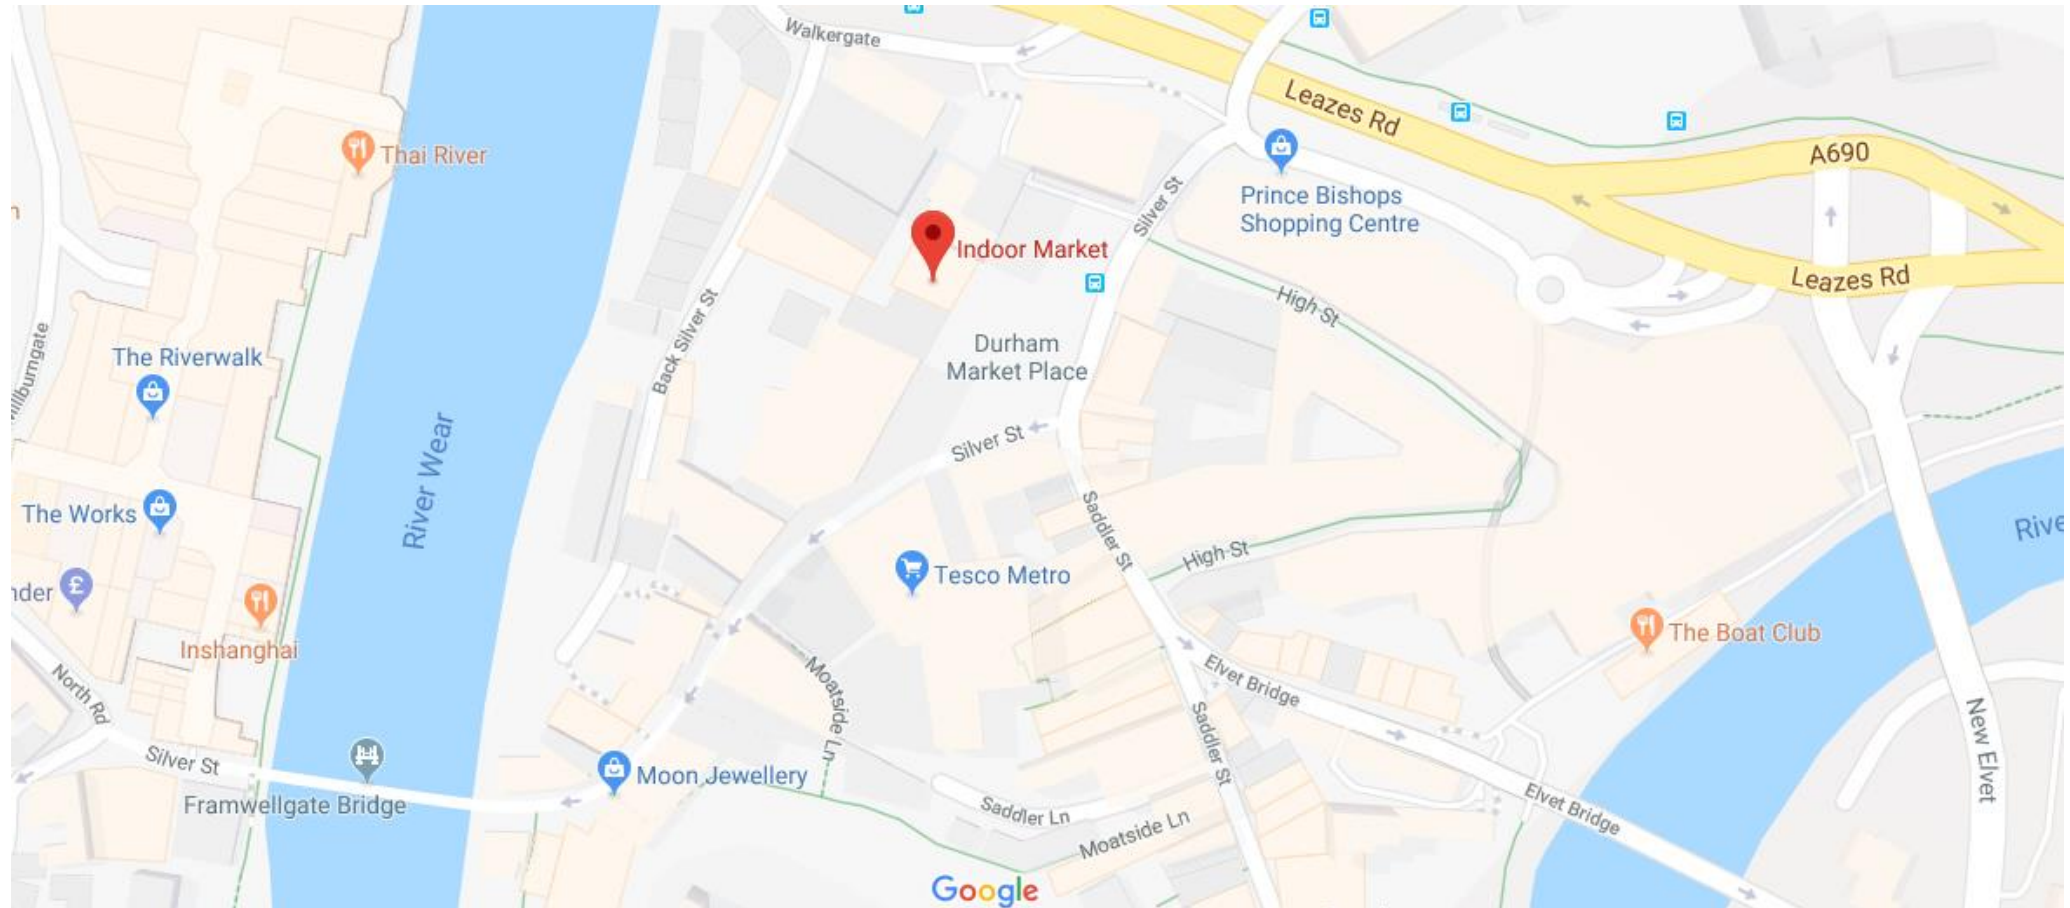 Walkergate
Leazes Rd
A690
Thai River
Silver St
Prince Bishops
Shopping Centre
Indoor Market
Leazes Rd
High St
Back Silver St
Durham
Market Place
The Riverwalk
River Wear
Silver St
The Works
Saddler St
High St
Tesco Metro
The Boat Club
Inshanghai
Elvet Bridge
North Rd
Moatside Ln
Saddler St
New Elvet
Silver St
Moon Jewellery
Framwellgate Bridge
Saddler Ln
Moatside Ln
Elvet Bridge
Google